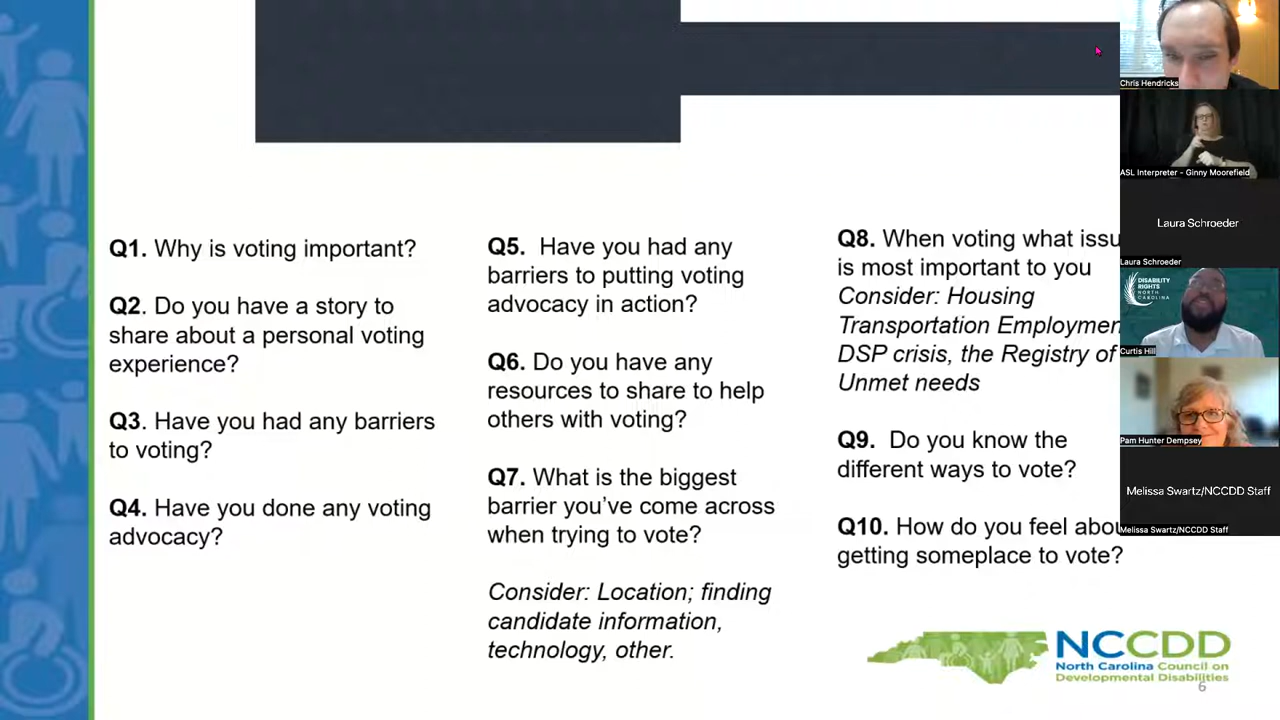 Q1. Why is voting important?
Q2. Do you have a story to
share about a personal voting
experience?
Q3. Have you had any barriers
to voting?
Q4. Have you done any voting
advocacy?
Q5.  Have you had any
barriers to putting voting
advocacy in action?
Q6. Do you have any
resources to share to help
others with voting?
Q7. What is the biggest
barrier you've come across
when trying to vote?
Consider: Location; finding
candidate information,
technology, other.
Q8. When voting what issu
is most important to you
Consider: Housing
Transportation Employmen
DSP crisis, the Registry of
Unmet needs
Q9.  Do you know the
different ways to vote?
Q10. How do you feel abou
getting someplace to vote?
NCCDD
North Carolina Council on
Developmental Disabilities
6
Chris Hendricks
ASL Interpreter - Ginny Moorefield
Laura Schroeder
Laura Schroeder
DISABILITY
RIGHTS
NORTH
CAROLINA
Curtis Hill
Pam Hunter Dempsey
Melissa Swartz/NCCDD Staff
Melissa Swartz/NCCDD Staff